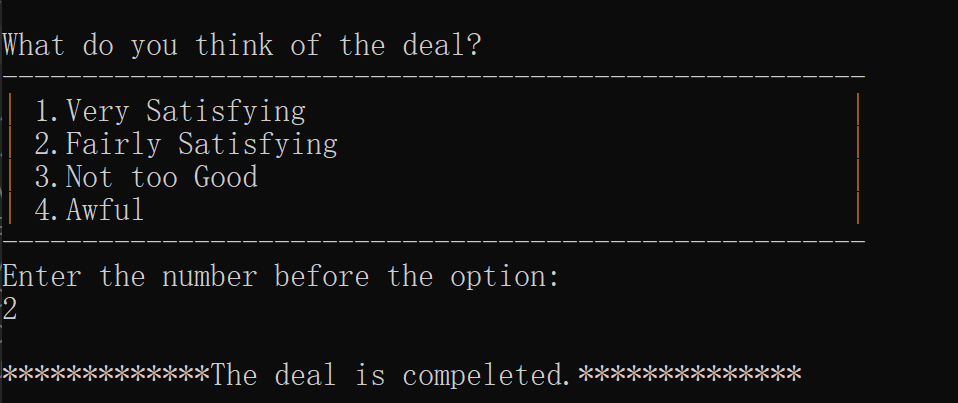 What do you think of the deal?
------------------------------------------------------
| 1.Very Satisfying |
| 2.Fairly Satisfying |
| 3.Not too Good |
| 4.Awful |
------------------------------------------------------
Enter the number before the option:
2
*************The deal is compeleted.**************